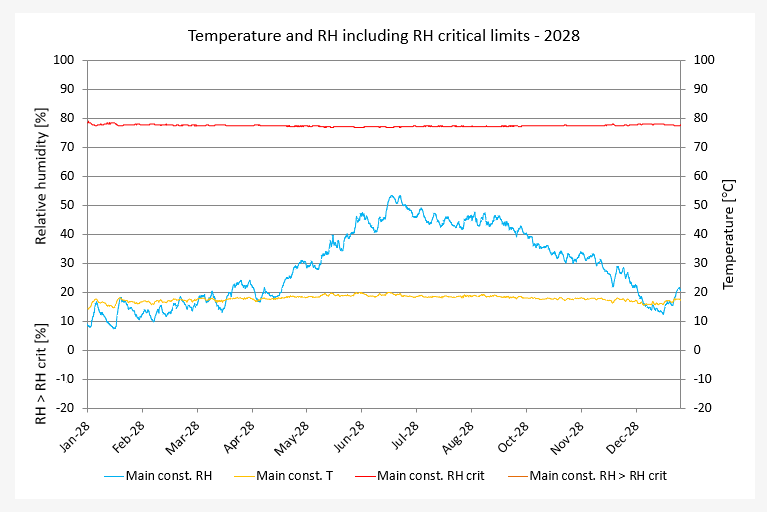 Temperature and RH including RH critical limits - 2028
Relative humidity [%]
RH > RH crit [%]
100
90
80
70
60
50
40
30
20
10
0
-10
-20
100
90
80
70
60
50
40
30
20
10
0
-10
-20
Temperature [°C]
Jan-28
Feb-28
Mar-28
Apr-28
May-28
Jun-28
Jul-28
Aug-28
Oct-28
Nov-28
Dec-28
Main const. RH
Main const. T
Main const. RH crit
Main const. RH > RH crit